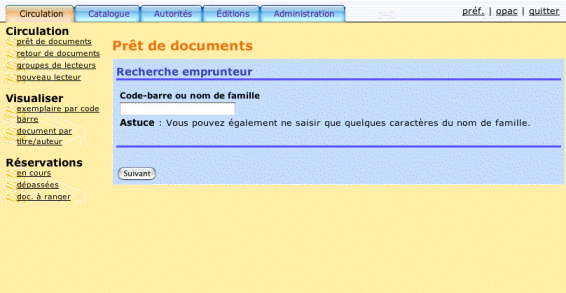 Circulation Catalogue Autorités Éditions Administration préf. | opac | quitter
Circulation
prêt de documents
retour de documents
groupes de lecteurs
nouveau lecteur
Visualiser
exemplaire par code
barre
document par
titre/auteur
Réservations
en cours
dépassées
doc. à ranger
Prêt de documents
Recherche emprunteur
Code-barre ou nom de famille
Astuce : Vous pouvez également ne saisir que quelques caractères du nom de famille.
Suivant